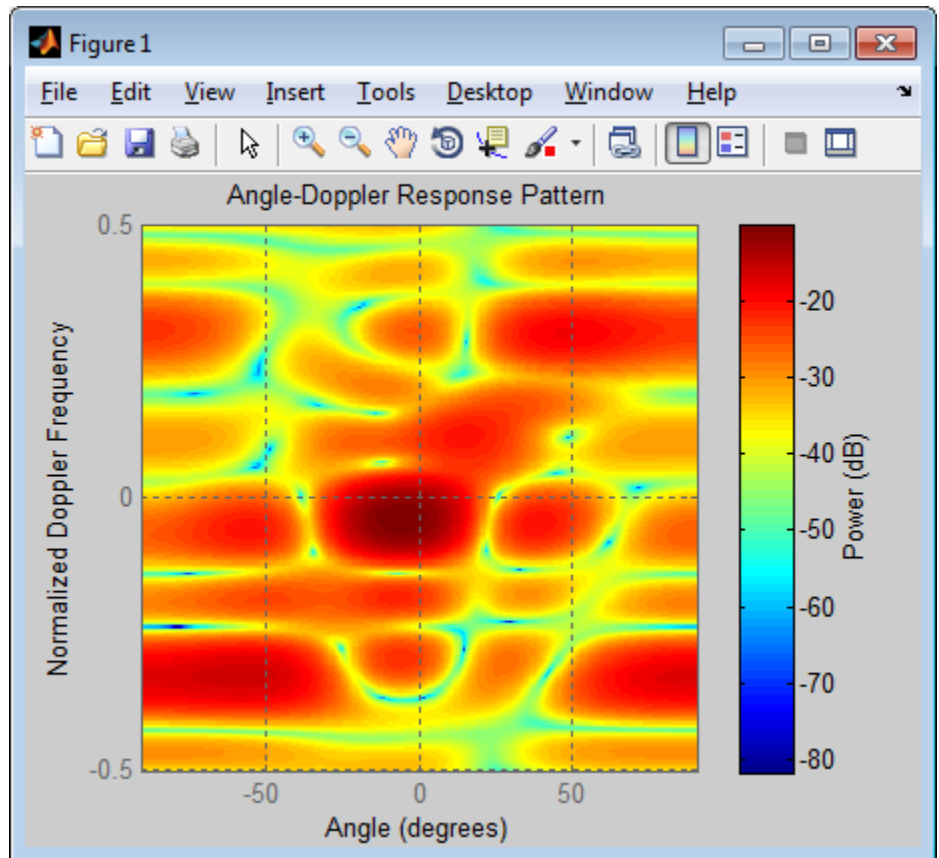 Figure 1
File Edit View Insert Tools Desktop Window Help
Angle-Doppler Response Pattern
0.5
0
-0.5
Normalized Doppler Frequency
-50 0 50
Angle (degrees)
-20
-30
-40
-50
-60
-70
-80
Power (dB)